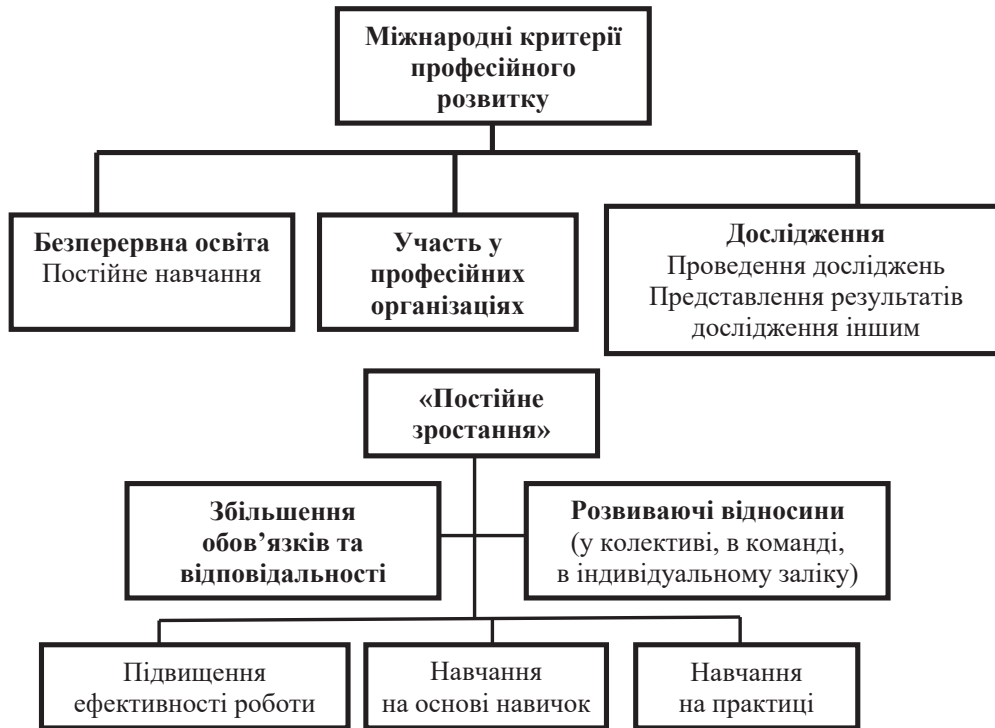 Міжнародні критерії
професійного
розвитку
Безперервна освіта
Постійне навчання
Участь у
професійних
організаціях
Дослідження
Проведення досліджень
Представлення результатів
дослідження іншим
«Постійне
зростання»
Збільшення
обов’язків та
відповідальності
Розвиваючі відносини
(у колективі, в команді,
в індивідуальному заліку)
Підвищення
ефективності роботи
Навчання
на основі навичок
Навчання
на практиці